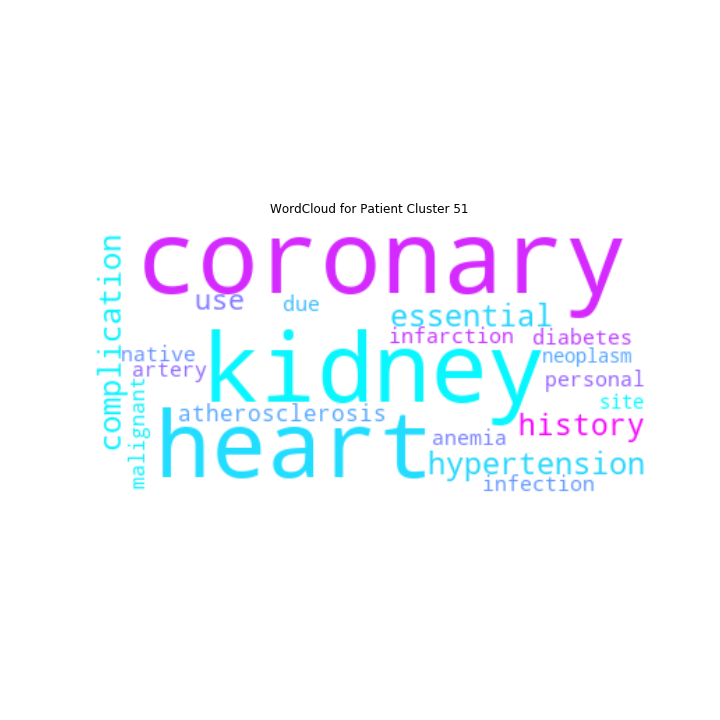 WordCloud for Patient Cluster 51
coronary
complication
use
due
essential
infarction
diabetes
native
kidney
neoplasm
artery
personal
malignant
site
atherosclerosis
heart
history
anemia
hypertension
infection